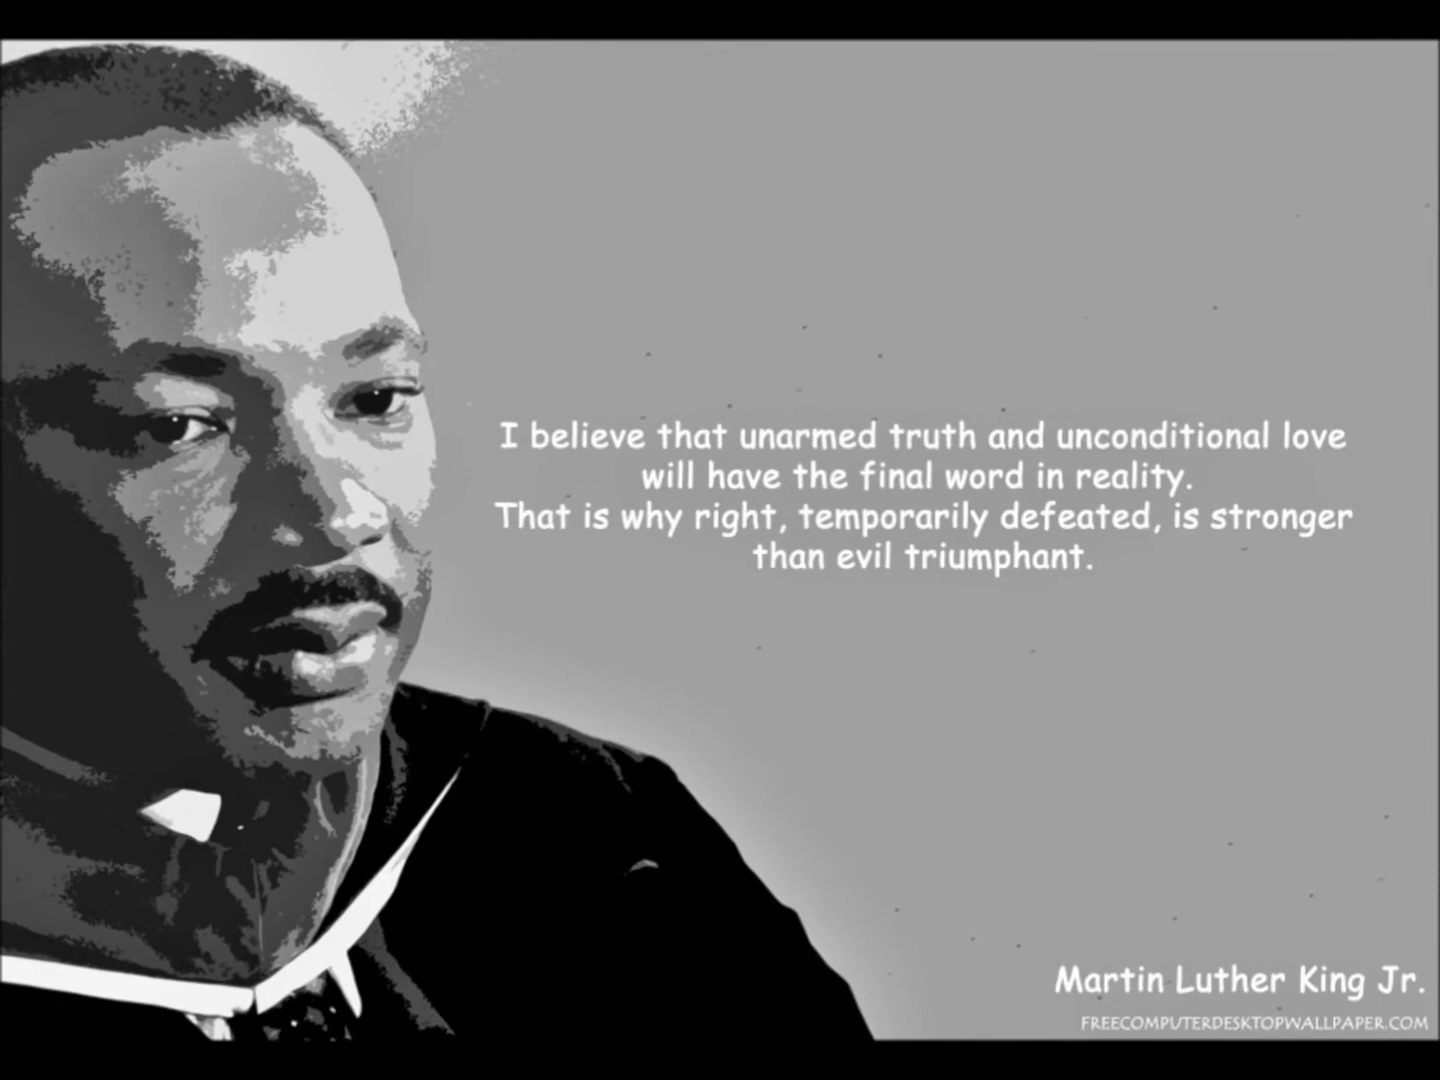 I believe that unarmed truth and unconditional love
will have the final word in reality.
That is why right, temporarily defeated, is stronger
than evil triumphant.
Martin Luther King Jr.
FREECOMPUTERDESKTOPWALLPAPER.COM